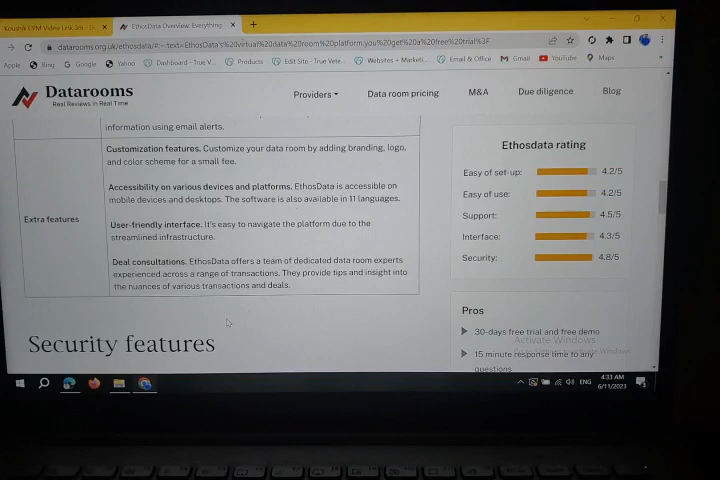 Koushik CPM Video Link
EthosData Overview: Everything
datarooms.org.uk/ethosdata/#:~:text=EthosData's%20virtual%20data%20room%20platform,you%20get%20a%20free%20trial%3F
Apple
Bing
Google
Yahoo
Dashboard - True V...
Products
Edit Site - True Vete...
Websites + Marketi...
Email & Office
Gmail
YouTube
Maps
Datarooms
Real Reviews in Real Time
Providers
Data room pricing
M&A
Due diligence
Blog
information using email alerts.
Extra features
Customization features. Customize your data room by adding branding, logo,
and color scheme for a small fee.
Accessibility on various devices and platforms. EthosData is accessible on
mobile devices and desktops. The software is also available in 11 languages.
User-friendly interface. It's easy to navigate the platform due to the
streamlined infrastructure.
Deal consultations. EthosData offers a team of dedicated data room experts
experienced across a range of transactions. They provide tips and insight into
the nuances of various transactions and deals.
Security features
Ethosdata rating
Easy of set-up: 4.2/5
Easy of use: 4.2/5
Support: 4.5/5
Interface: 4.3/5
Security: 4.8/5
Pros
30-days free trial and free demo
Activate Windows
15 minute response time to any
questions
ENG
4:33 AM
6/11/2023